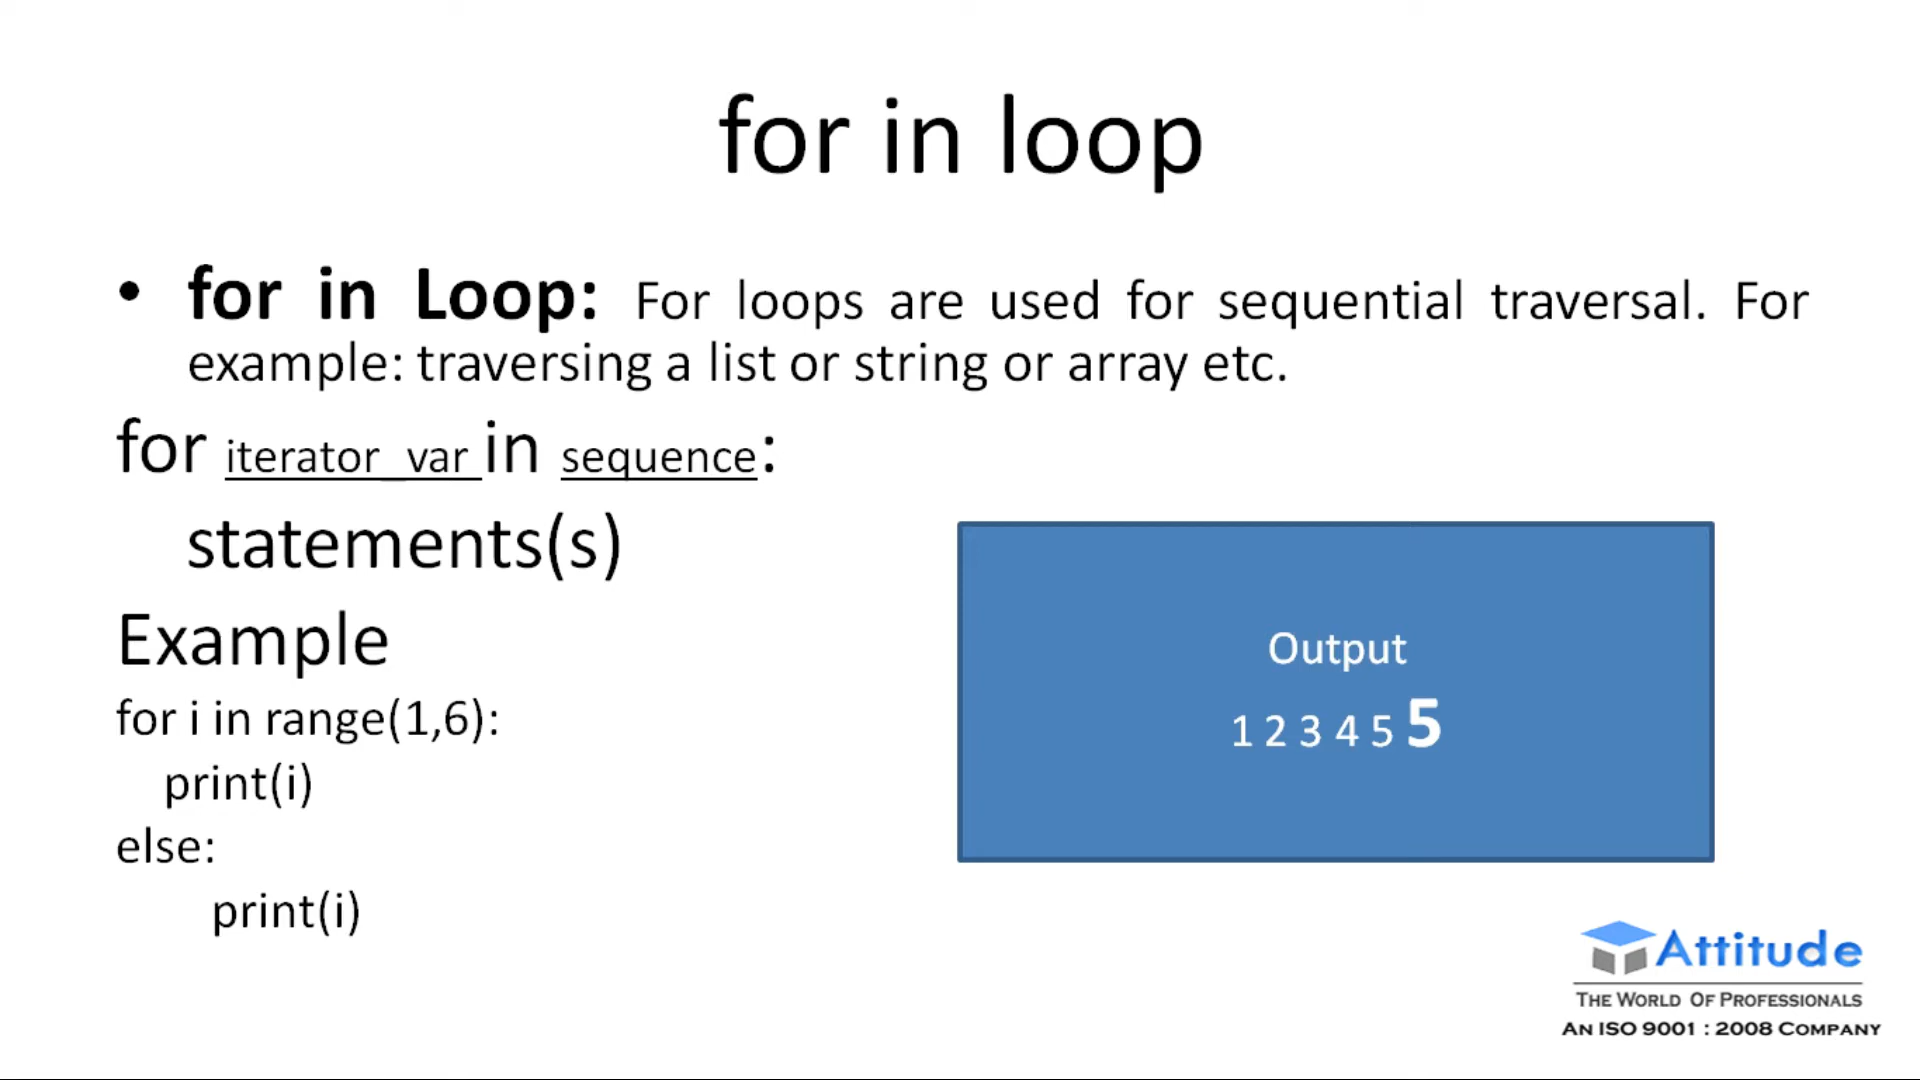 for in loop
• for in Loop: For loops are used for sequential traversal. For
example: traversing a list or string or array etc.
for iterator_var in sequence:
statements(s)
Example
for i in range(1,6):
print(i)
else:
print(i)
Output
1 2 3 4 5 5
Attitude
THE WORLD OF PROFESSIONALS
AN ISO 9001 : 2008 COMPANY